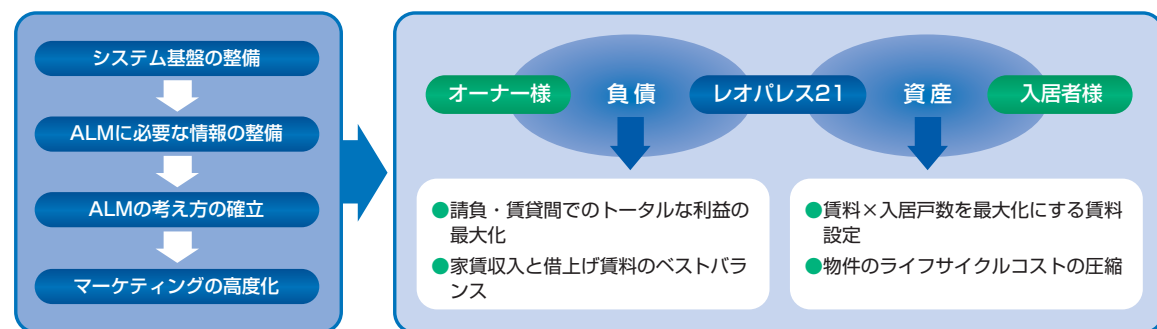 システム基盤の整備
ALMに必要な情報の整備
ALMの考え方の確立
マーケティングの高度化
オーナー様
負債
レオパレス21
資産
入居者様
●請負・賃貸間でのトータルな利益の
最大化
●家賃収入と借上げ賃料のベストバラ
ンス
●賃料×入居戸数を最大化にする賃料
設定
●物件のライフサイクルコストの圧縮